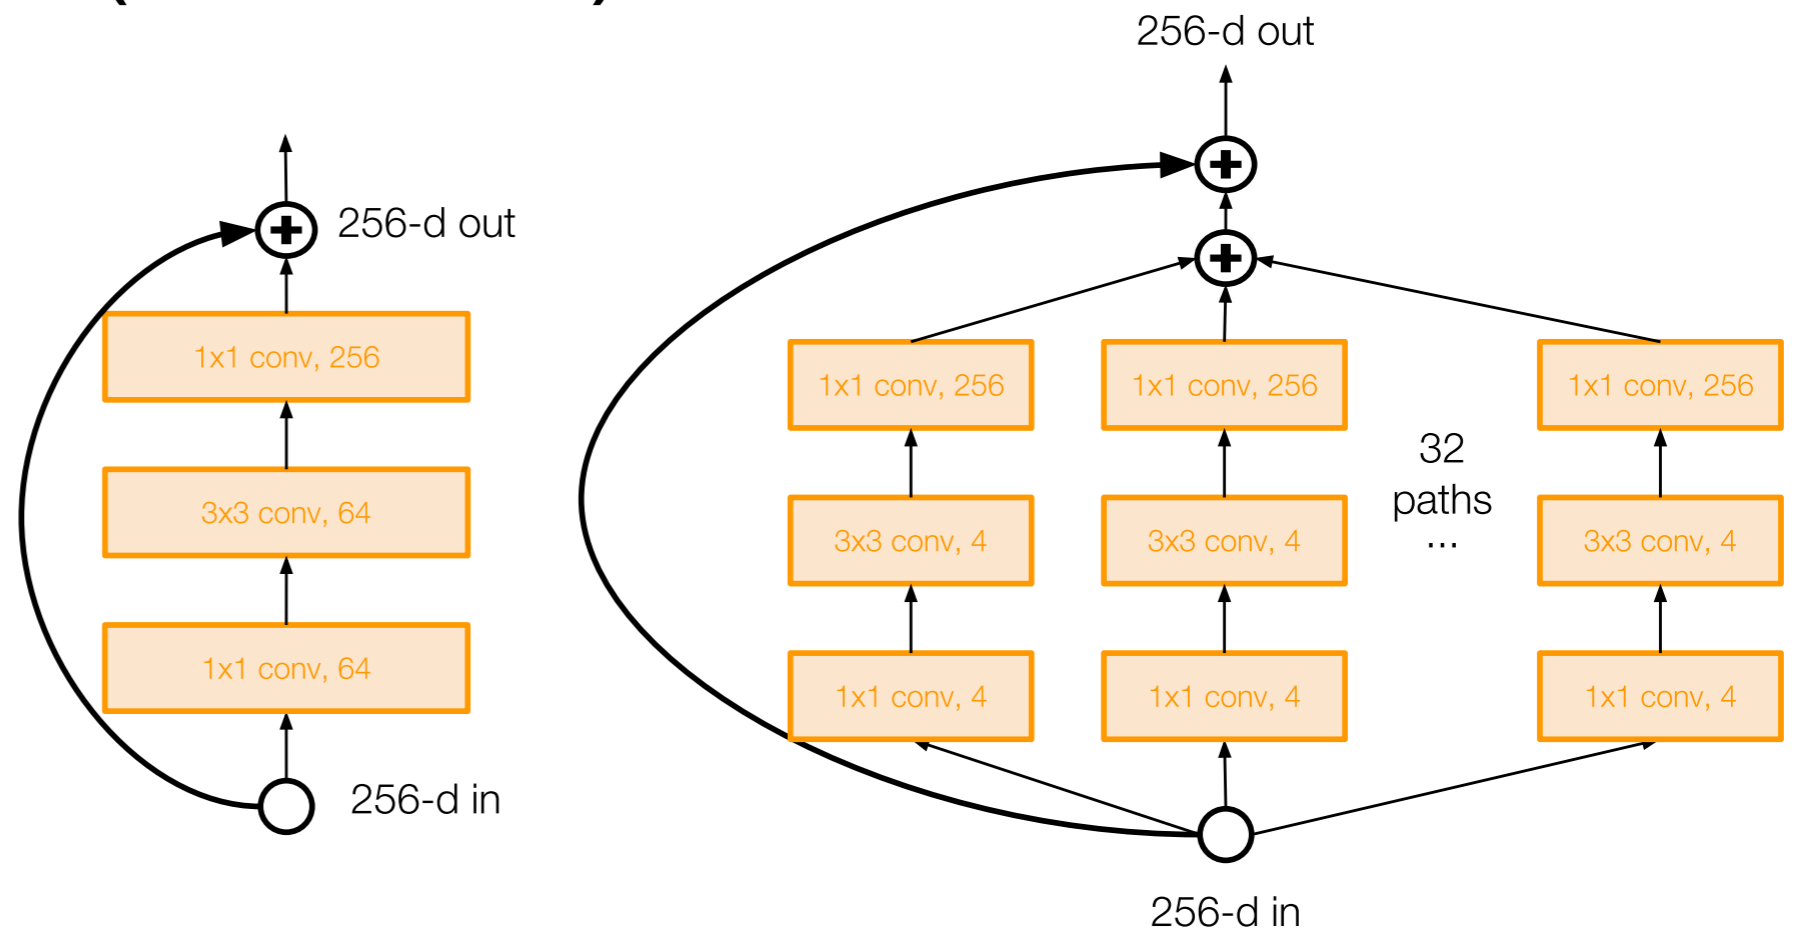 256-d out
1x1 conv, 256
3x3 conv, 64
1x1 conv, 64
256-d in
256-d out
1x1 conv, 256
1x1 conv, 256
1x1 conv, 256
32
paths
...
3x3 conv, 4
3x3 conv, 4
3x3 conv, 4
1x1 conv, 4
1x1 conv, 4
1x1 conv, 4
256-d in